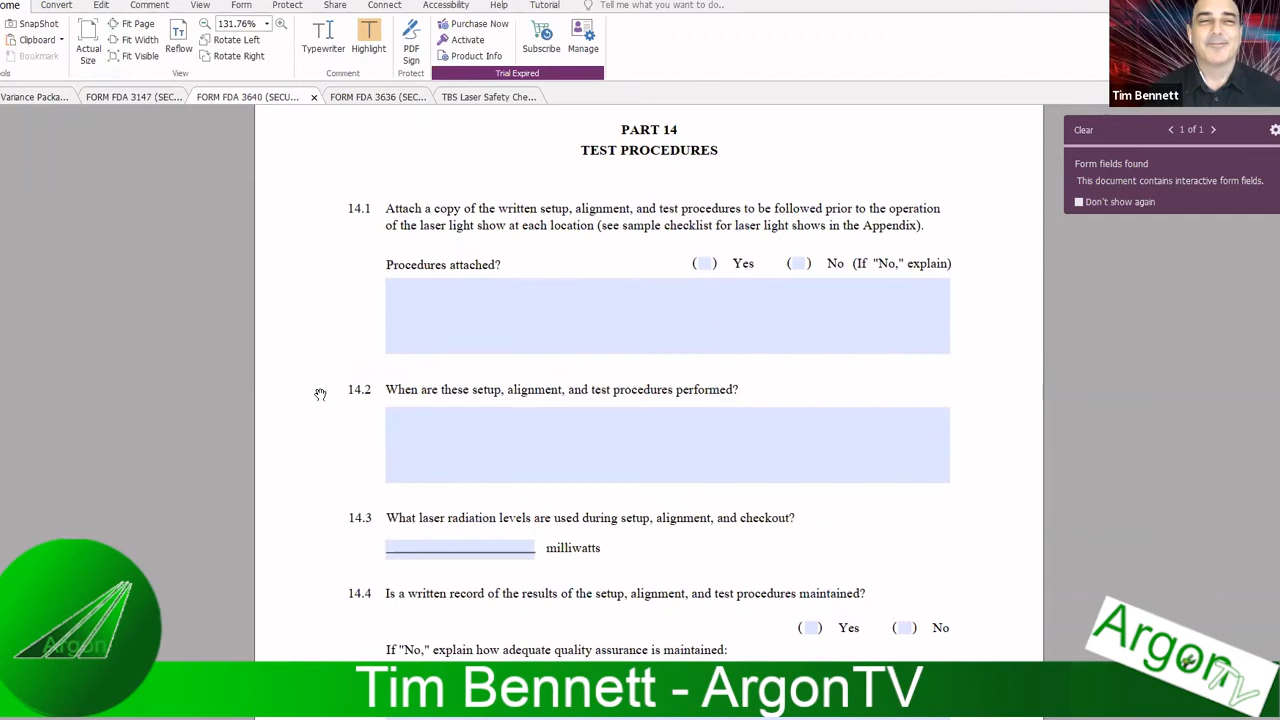 ome Convert Edit Comment View Form Protect Share Connect Accessibility Help Tutorial Tell me what you want to do..
SnapShot
Clipboard
Bookmark
ols
Actual Size
Fit Page
Fit Width
Fit Visible
Reflow
131.76%
Rotate Left
Rotate Right
View
Typewriter
Highlight
Comment
PDF Sign
Protect
Purchase Now
Activate
Product Info
Trial Expired
Subscribe
Manage
Tim Bennett
Variance Packa... FORM FDA 3147 (SEC... FORM FDA 3640 (SECU... FORM FDA 3636 (SEC... TBS Laser Safety Che...
Clear
1 of 1
Form fields found
This document contains interactive form fields.
Don't show again
PART 14
TEST PROCEDURES
14.1 Attach a copy of the written setup, alignment, and test procedures to be followed prior to the operation
of the laser light show at each location (see sample checklist for laser light shows in the Appendix).
Procedures attached? ( ) Yes ( ) No (If "No," explain)
14.2 When are these setup, alignment, and test procedures performed?
14.3 What laser radiation levels are used during setup, alignment, and checkout?
milliwatts
14.4 Is a written record of the results of the setup, alignment, and test procedures maintained?
( ) Yes ( ) No
If "No," explain how adequate quality assurance is maintained:
Argon
Tim Bennett - ArgonTV
ArgonTV